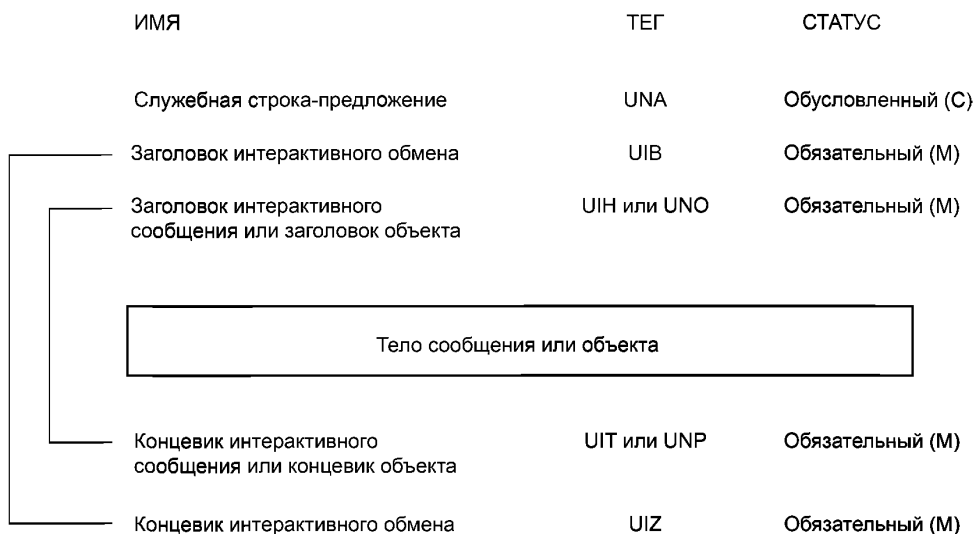 ИМЯ ТЕГ СТАТУС
Служебная строка-предложение UNA Обусловленный (С)
Заголовок интерактивного обмена UIB Обязательный (М)
Заголовок интерактивного UIH или UNO Обязательный (М)
сообщения или заголовок объекта
Тело сообщения или объекта
Концевик интерактивного UIT или UNP Обязательный (М)
сообщения или концевик объекта
Концевик интерактивного обмена UIZ Обязательный (М)